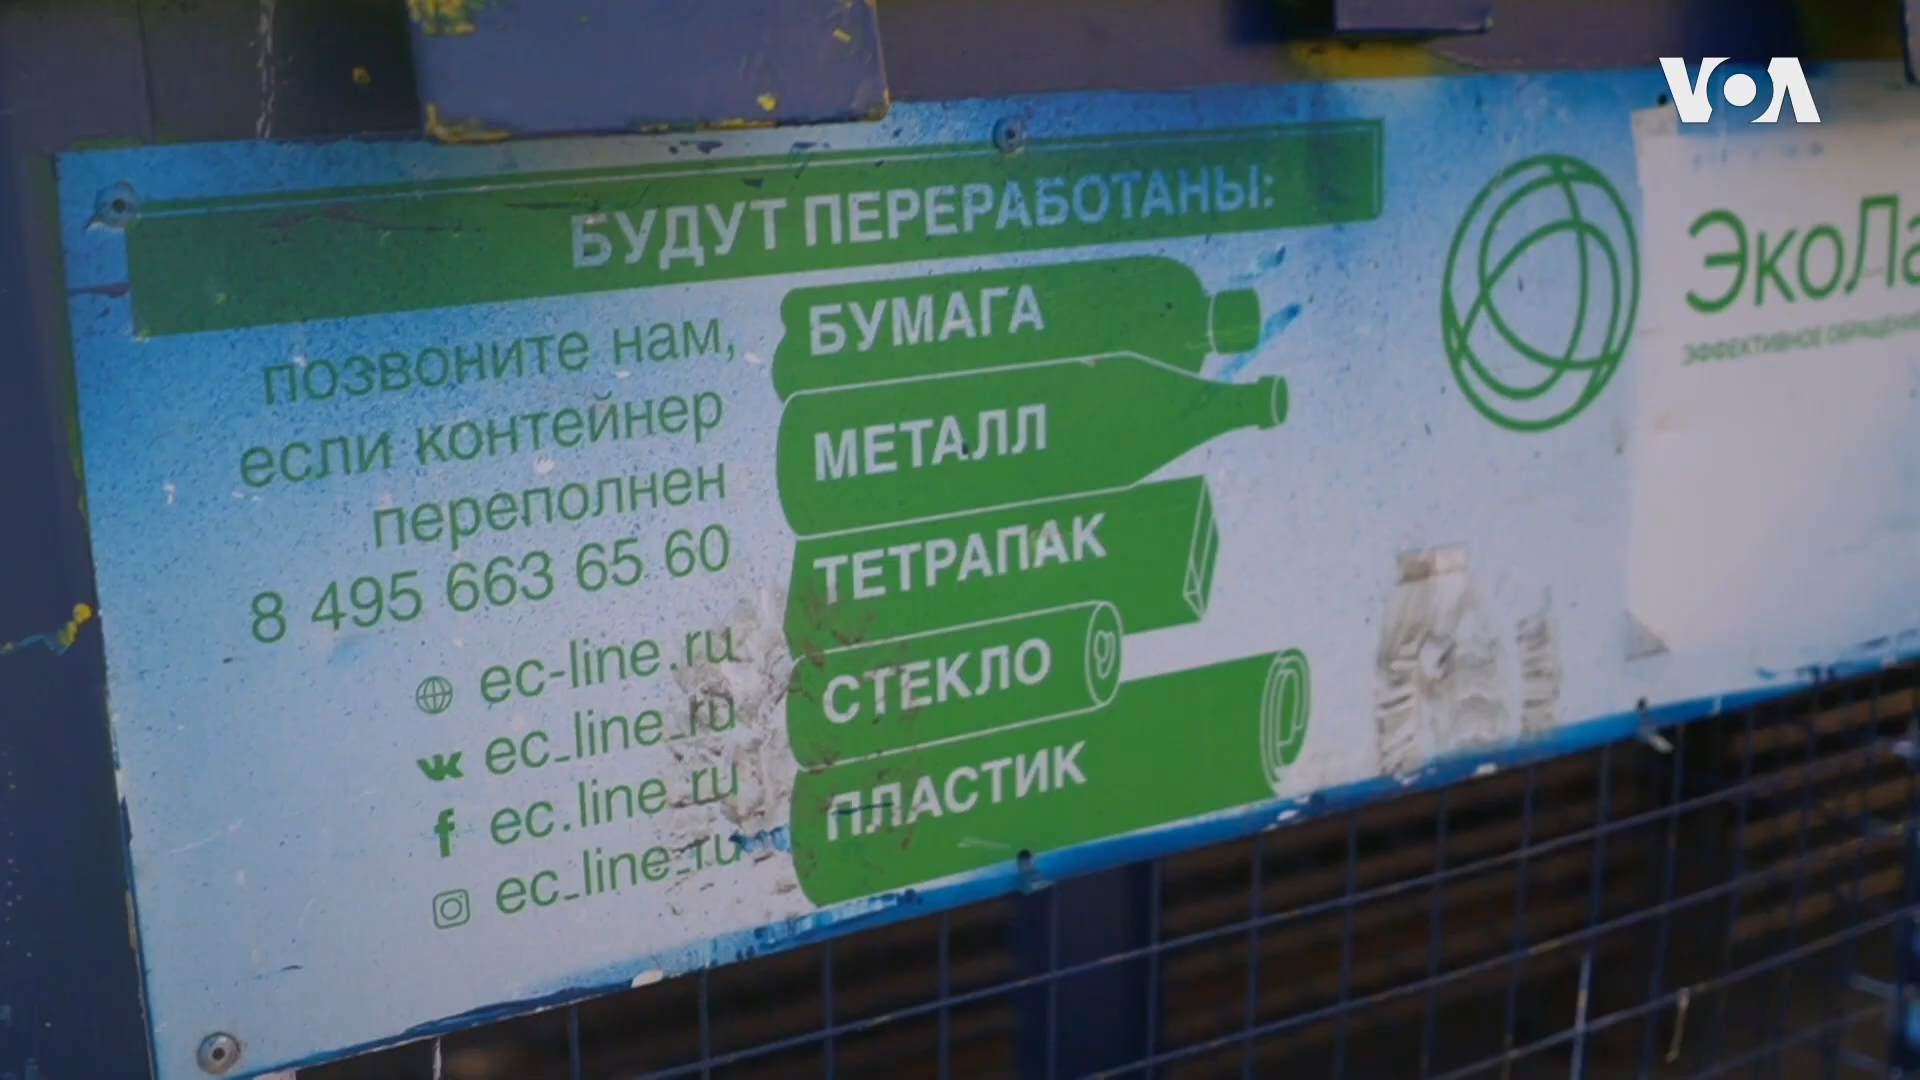 VOA
БУДУТ ПЕРЕРАБОТАНЫ:
позвоните нам,
если контейнер
переполнен
8 495 663 65 60
ec-line.ru
ec_line_ru
ec.line.ru
ec_line_ru
БУМАГА
МЕТАЛЛ
ТЕТРАПАК
СТЕКЛО
ПЛАСТИК
ЭкоЛа
ЭФФЕКТИВНОЕ